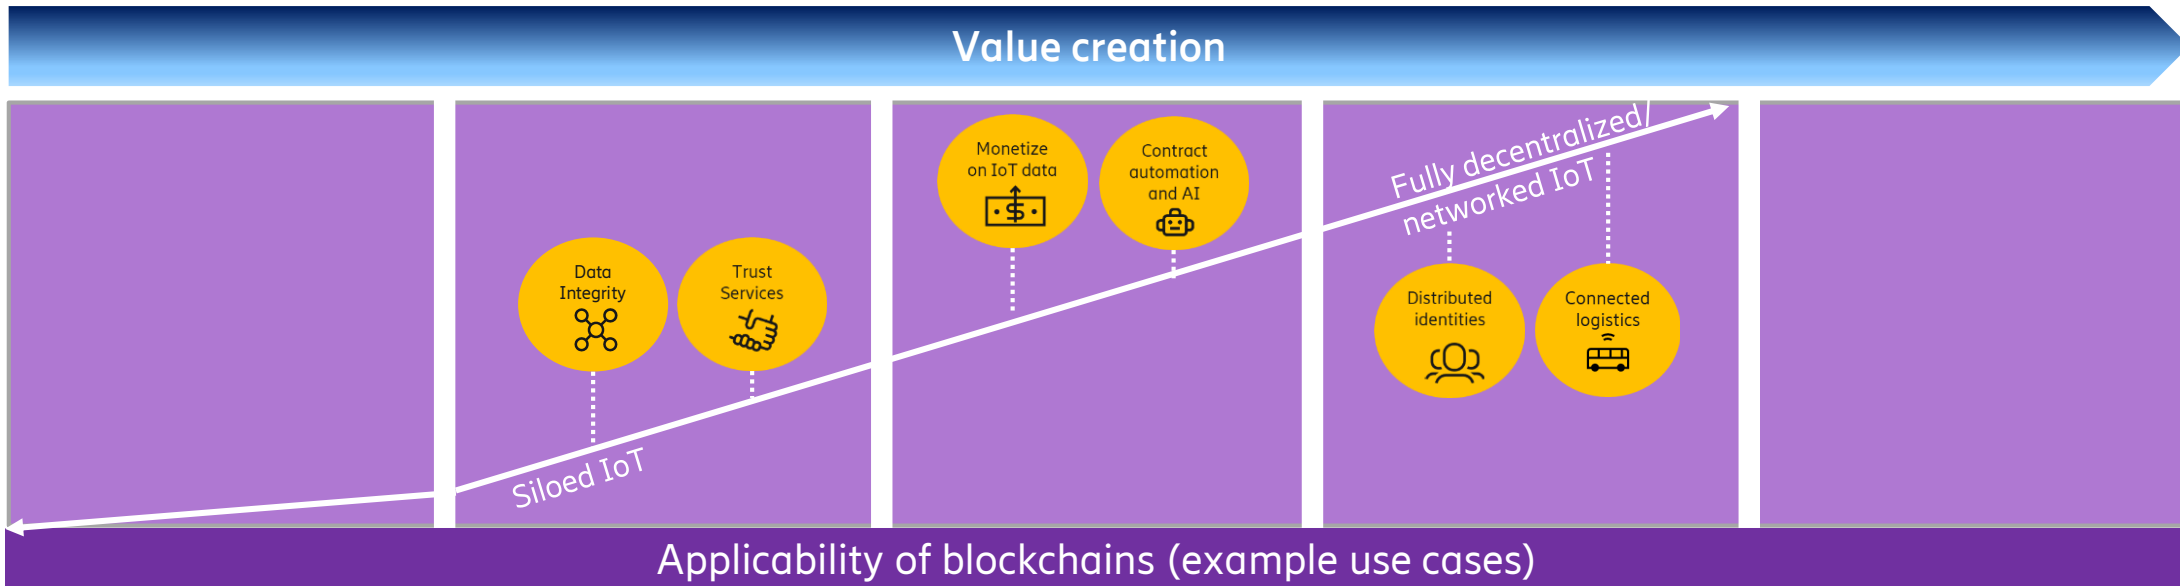 Value creation
Data
Integrity
Trust
Services
Siloed IoT
Monetize
on IoT data
Contract
automation
and AI
Fully decentralized/
networked IoT
Distributed
identities
Connected
logistics
Applicability of blockchains (example use cases)